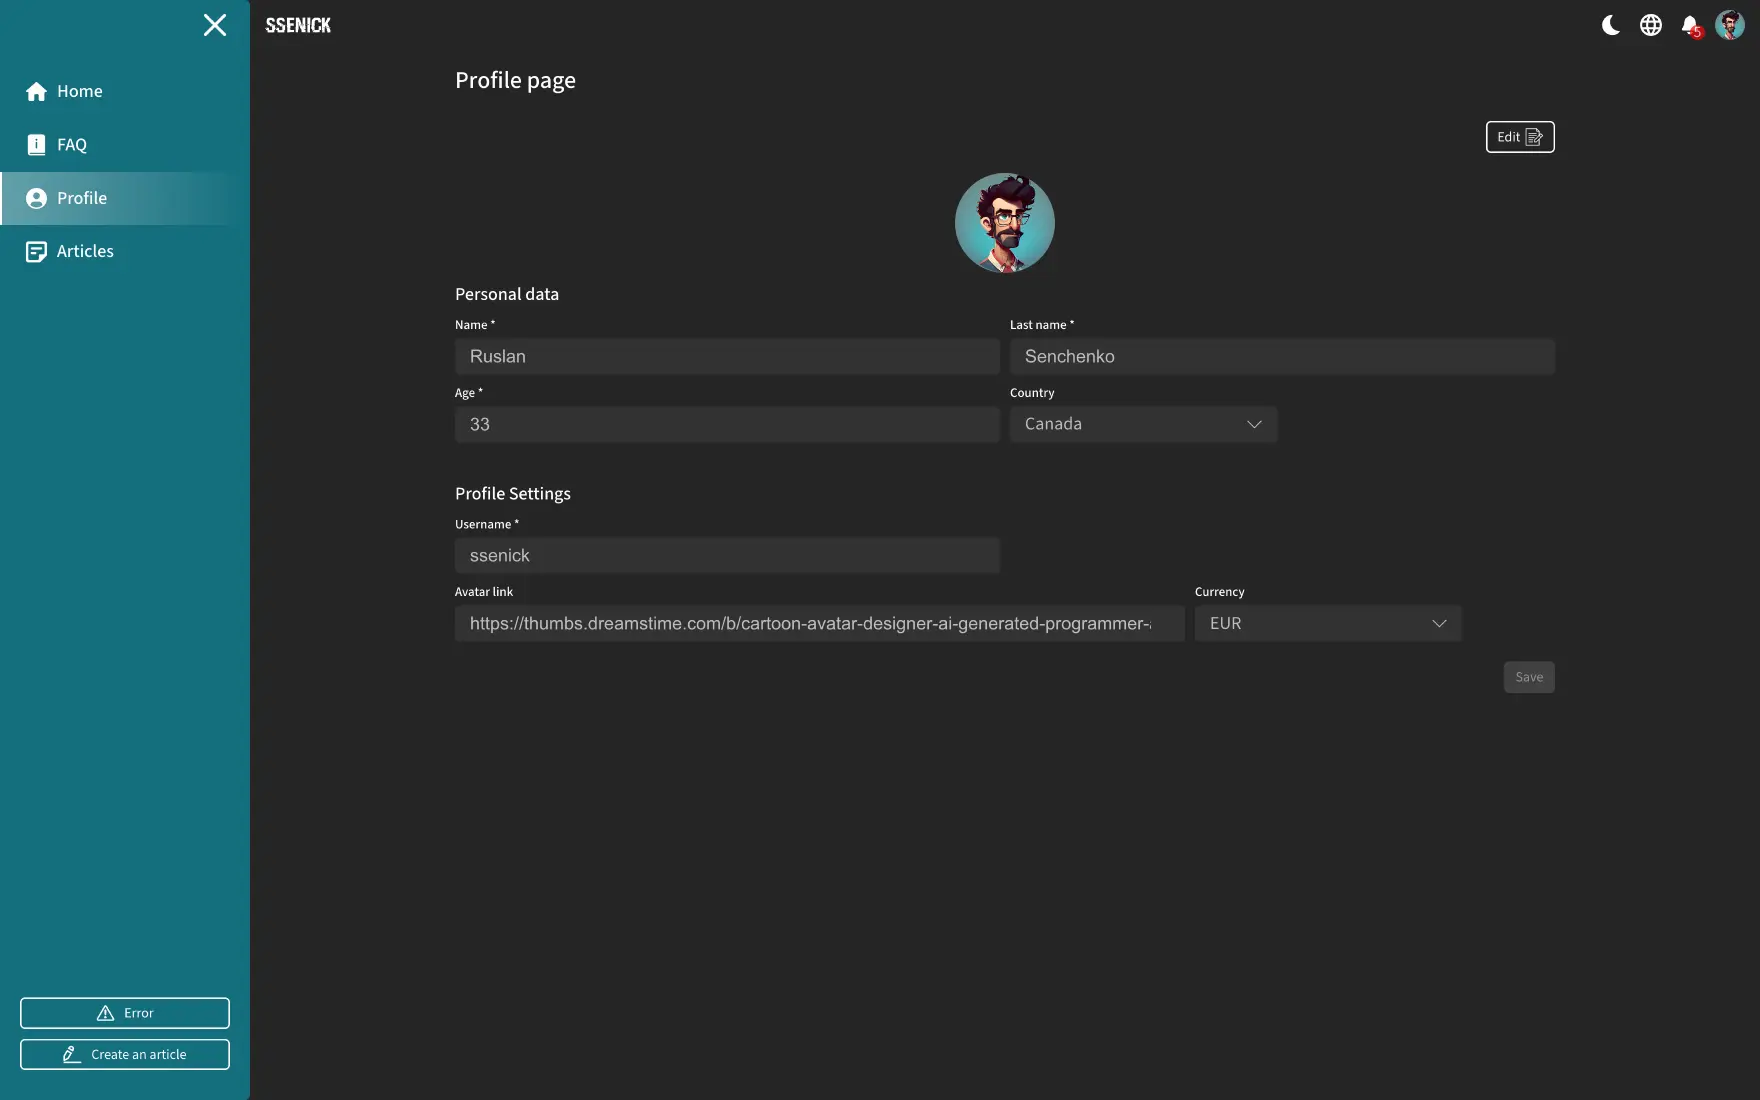 SSENICK
5
Home
FAQ
Profile
Articles
Error
Create an article
Profile page
Edit
Personal data
Name *
Last name *
Ruslan
Senchenko
Age *
Country
33
Canada
Profile Settings
Username *
ssenick
Avatar link
Currency
https://thumbs.dreamstime.com/b/cartoon-avatar-designer-ai-generated-programmer-
EUR
Save